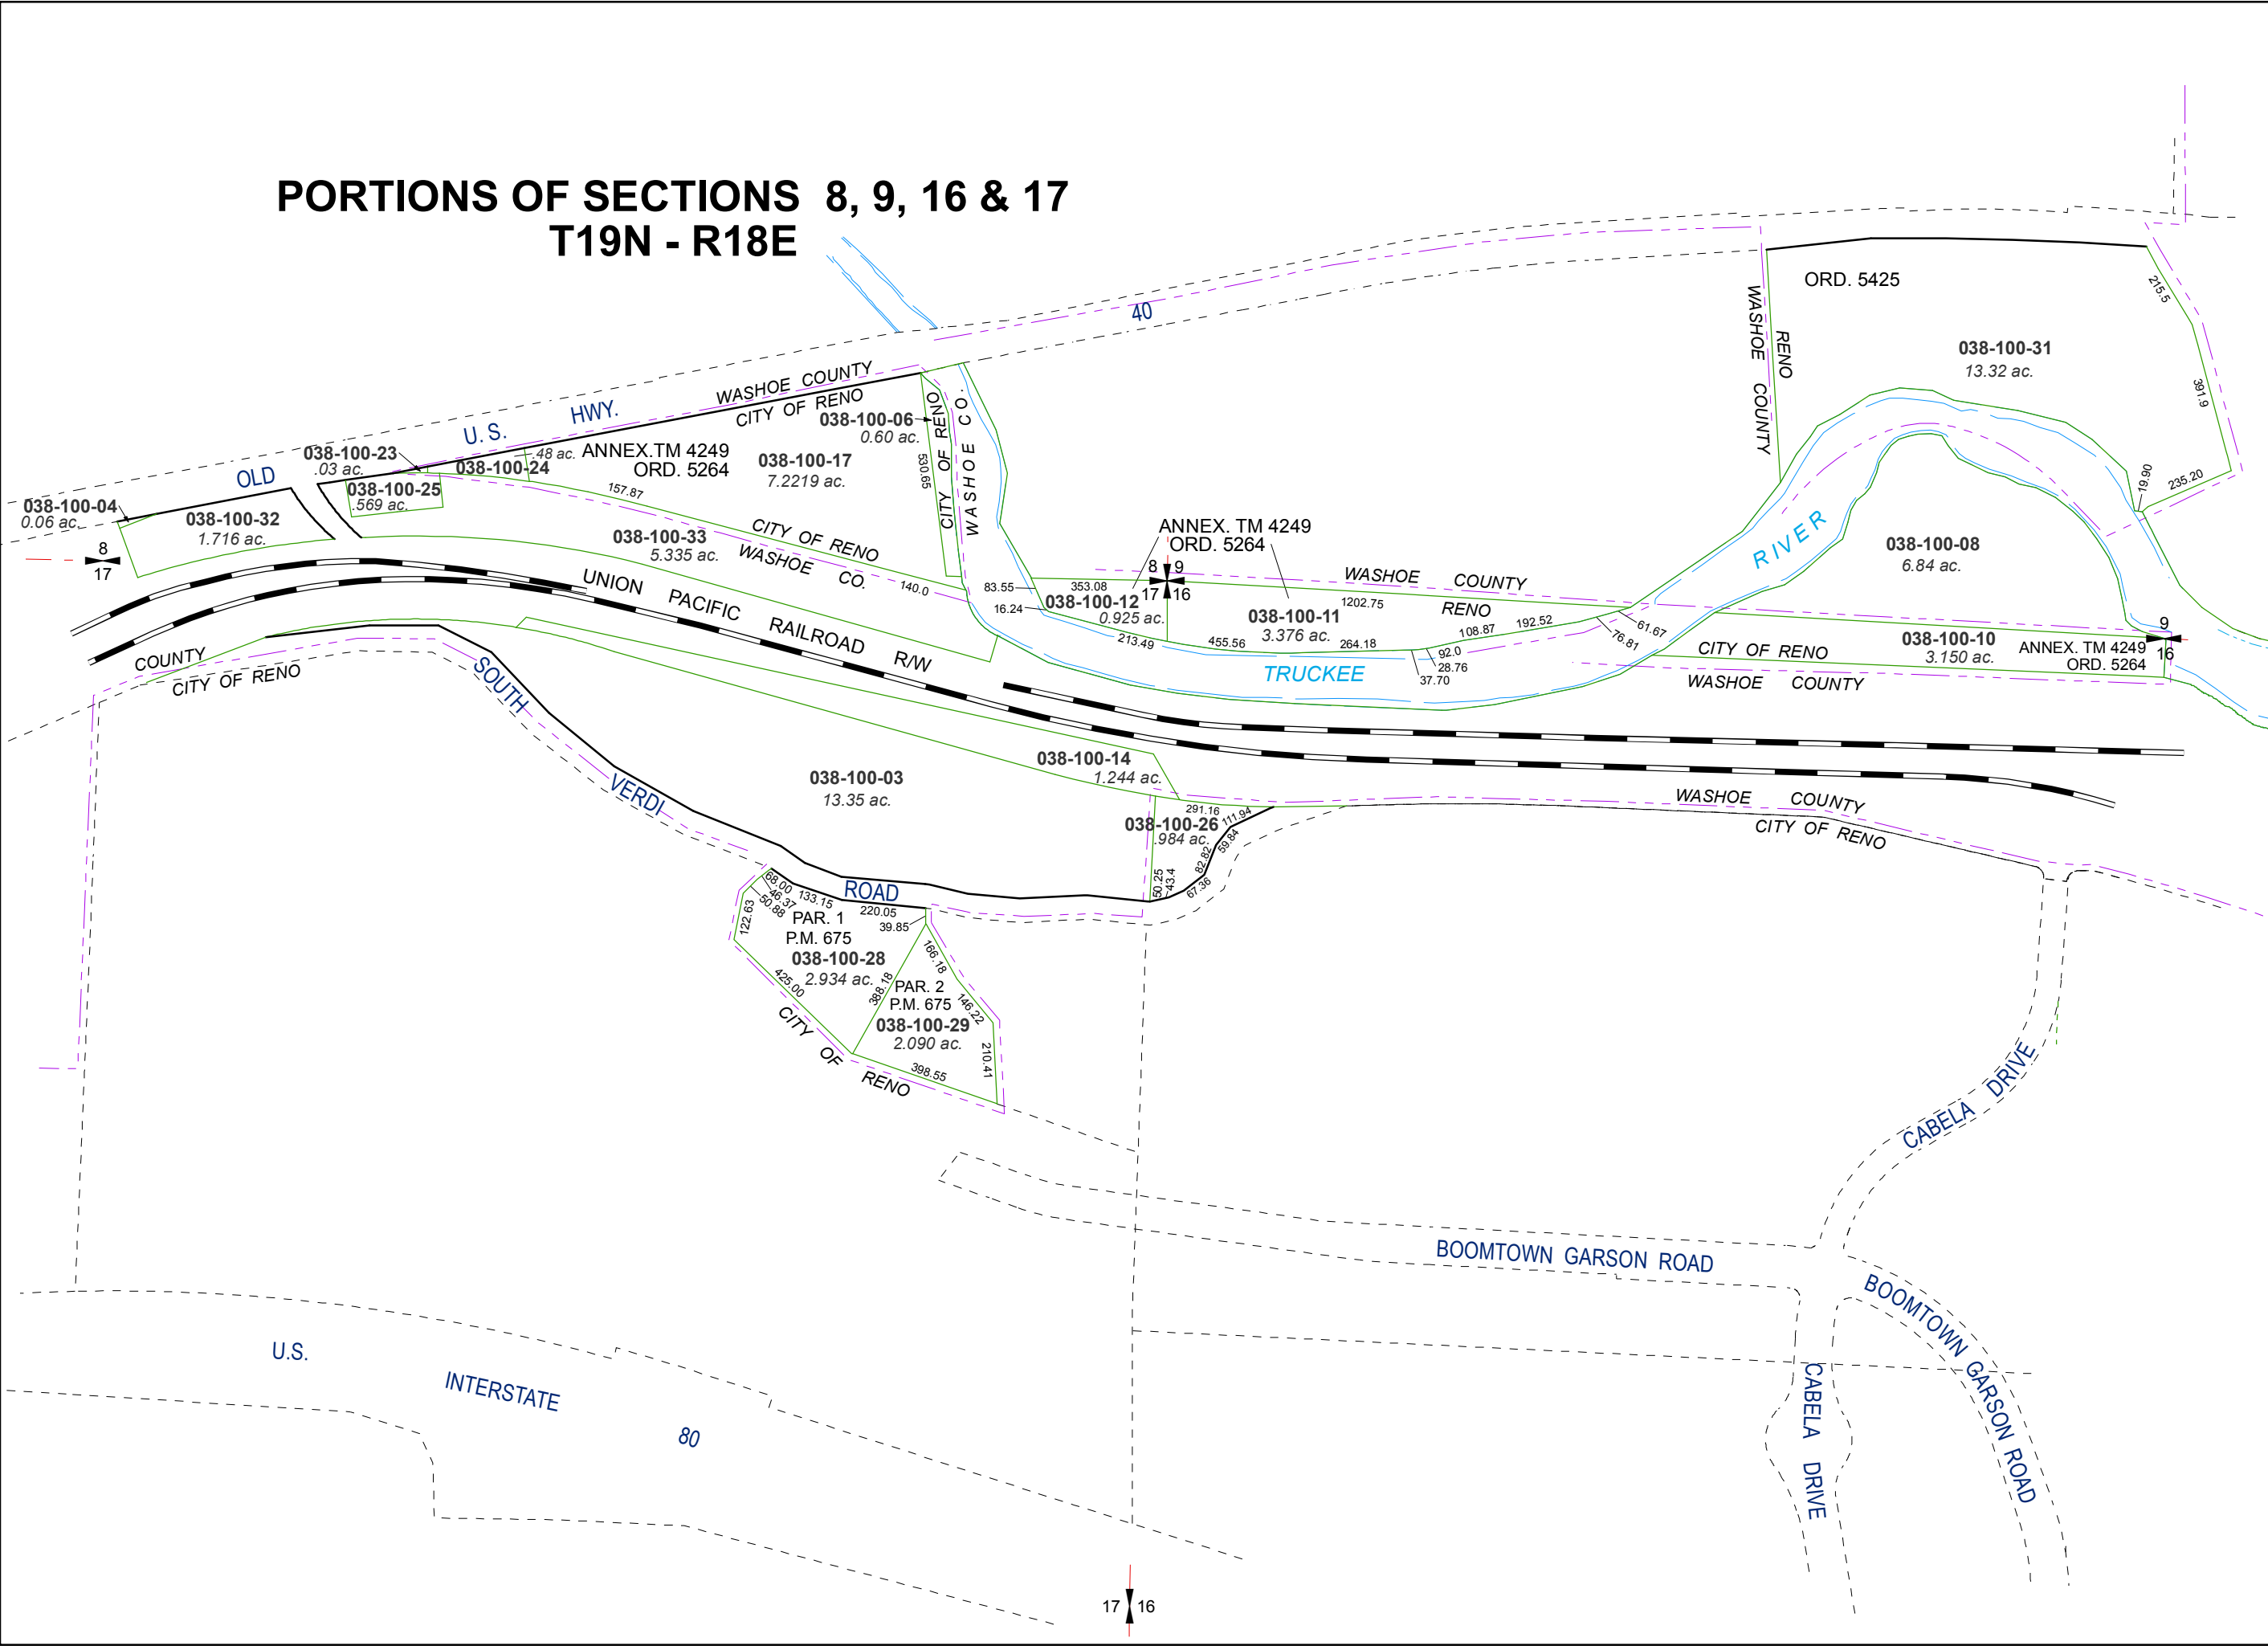 PORTIONS OF SECTIONS 8, 9, 16 & 17
T19N - R18E
OLD
U. S.
HWY.
40
WASHOE COUNTY
CITY OF RENO
038-100-04
0.06 ac.
038-100-32
1.716 ac.
038-100-23
.03 ac.
038-100-25
.569 ac.
038-100-24
.48 ac.
ANNEX.TM 4249
ORD. 5264
038-100-17
7.2219 ac.
038-100-06
0.60 ac.
530.65
CITY OF RENO
WASHOE CO.
157.87
CITY OF RENO
WASHOE CO.
140.0
038-100-33
5.335 ac.
8
17
UNION PACIFIC RAILROAD R/W
COUNTY
CITY OF RENO
ANNEX. TM 4249
ORD. 5264
8 9
17 16
83.55
353.08
16.24
038-100-12
0.925 ac.
213.49
1202.75
038-100-11
3.376 ac.
455.56
264.18
108.87
192.52
92.0
28.76
37.70
61.67
76.81
WASHOE COUNTY
RENO
TRUCKEE
RIVER
ORD. 5425
WASHOE COUNTY
RENO
038-100-31
13.32 ac.
215.5
391.9
19.90
235.20
038-100-08
6.84 ac.
038-100-10
3.150 ac.
ANNEX. TM 4249
ORD. 5264
9
16
CITY OF RENO
WASHOE COUNTY
SOUTH
VERDI
ROAD
038-100-03
13.35 ac.
038-100-14
1.244 ac.
291.16
111.94
038-100-26
.984 ac.
59.84
82.82
67.36
50.25
43.4
WASHOE COUNTY
CITY OF RENO
68.00
46.37
50.88
133.15
220.05
39.85
122.63
PAR. 1
P.M. 675
038-100-28
2.934 ac.
425.00
388.18
166.18
PAR. 2
P.M. 675
146.22
038-100-29
2.090 ac.
210.41
398.55
CITY OF RENO
CABELA DRIVE
BOOMTOWN GARSON ROAD
BOOMTOWN GARSON ROAD
CABELA DRIVE
U.S.
INTERSTATE
80
17 16